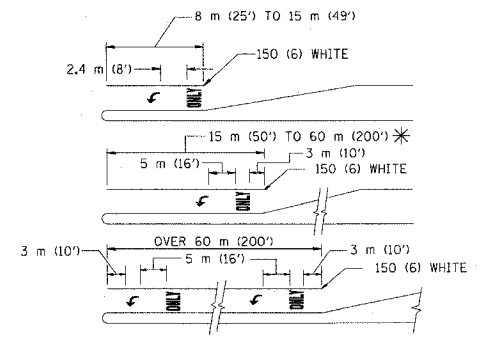 8 m (25') TO 15 m (49')
150 (6) WHITE
2.4 m (8')
ONLY
15 m (50') TO 60 m (200')✳
3 m (10')
5 m (16')
150 (6) WHITE
ONLY
OVER 60 m (200')
3 m (10')
5 m (16')
3 m (10')
150 (6) WHITE
ONLY
ONLY